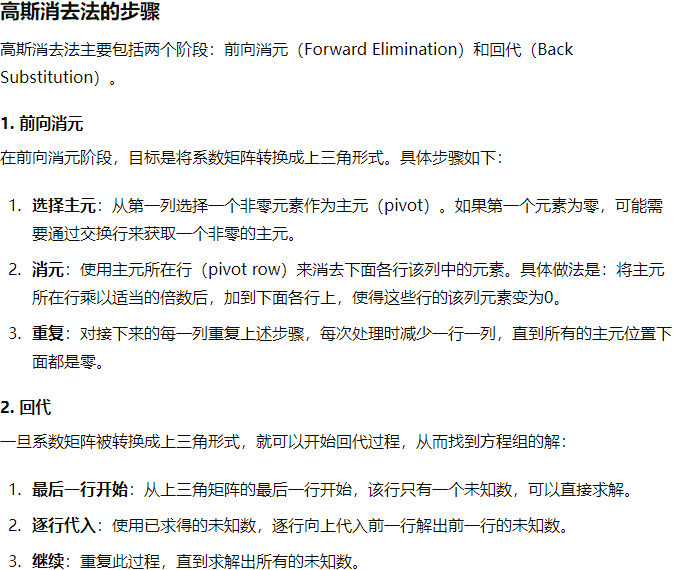 高斯消去法的步骤
高斯消去法主要包括两个阶段：前向消元（Forward Elimination）和回代（Back
Substitution）。
1. 前向消元
在前向消元阶段，目标是将系数矩阵转换成上三角形式。具体步骤如下：
1. 选择主元：从第一列选择一个非零元素作为主元（pivot）。如果第一个元素为零，可能需
要通过交换行来获取一个非零的主元。
2. 消元：使用主元所在行（pivot row）来消去下面各行该列中的元素。具体做法是：将主元
所在行乘以适当的倍数后，加到下面各行上，使得这些行的该列元素变为0。
3. 重复：对接下来的每一列重复上述步骤，每次处理时减少一行一列，直到所有的主元位置下
面都是零。
2. 回代
一旦系数矩阵被转换成上三角形式，就可以开始回代过程，从而找到方程组的解：
1. 最后一行开始：从上三角矩阵的最后一行开始，该行只有一个未知数，可以直接求解。
2. 逐行代入：使用已求得的未知数，逐行向上代入前一行解出前一行的未知数。
3. 继续：重复此过程，直到求解出所有的未知数。